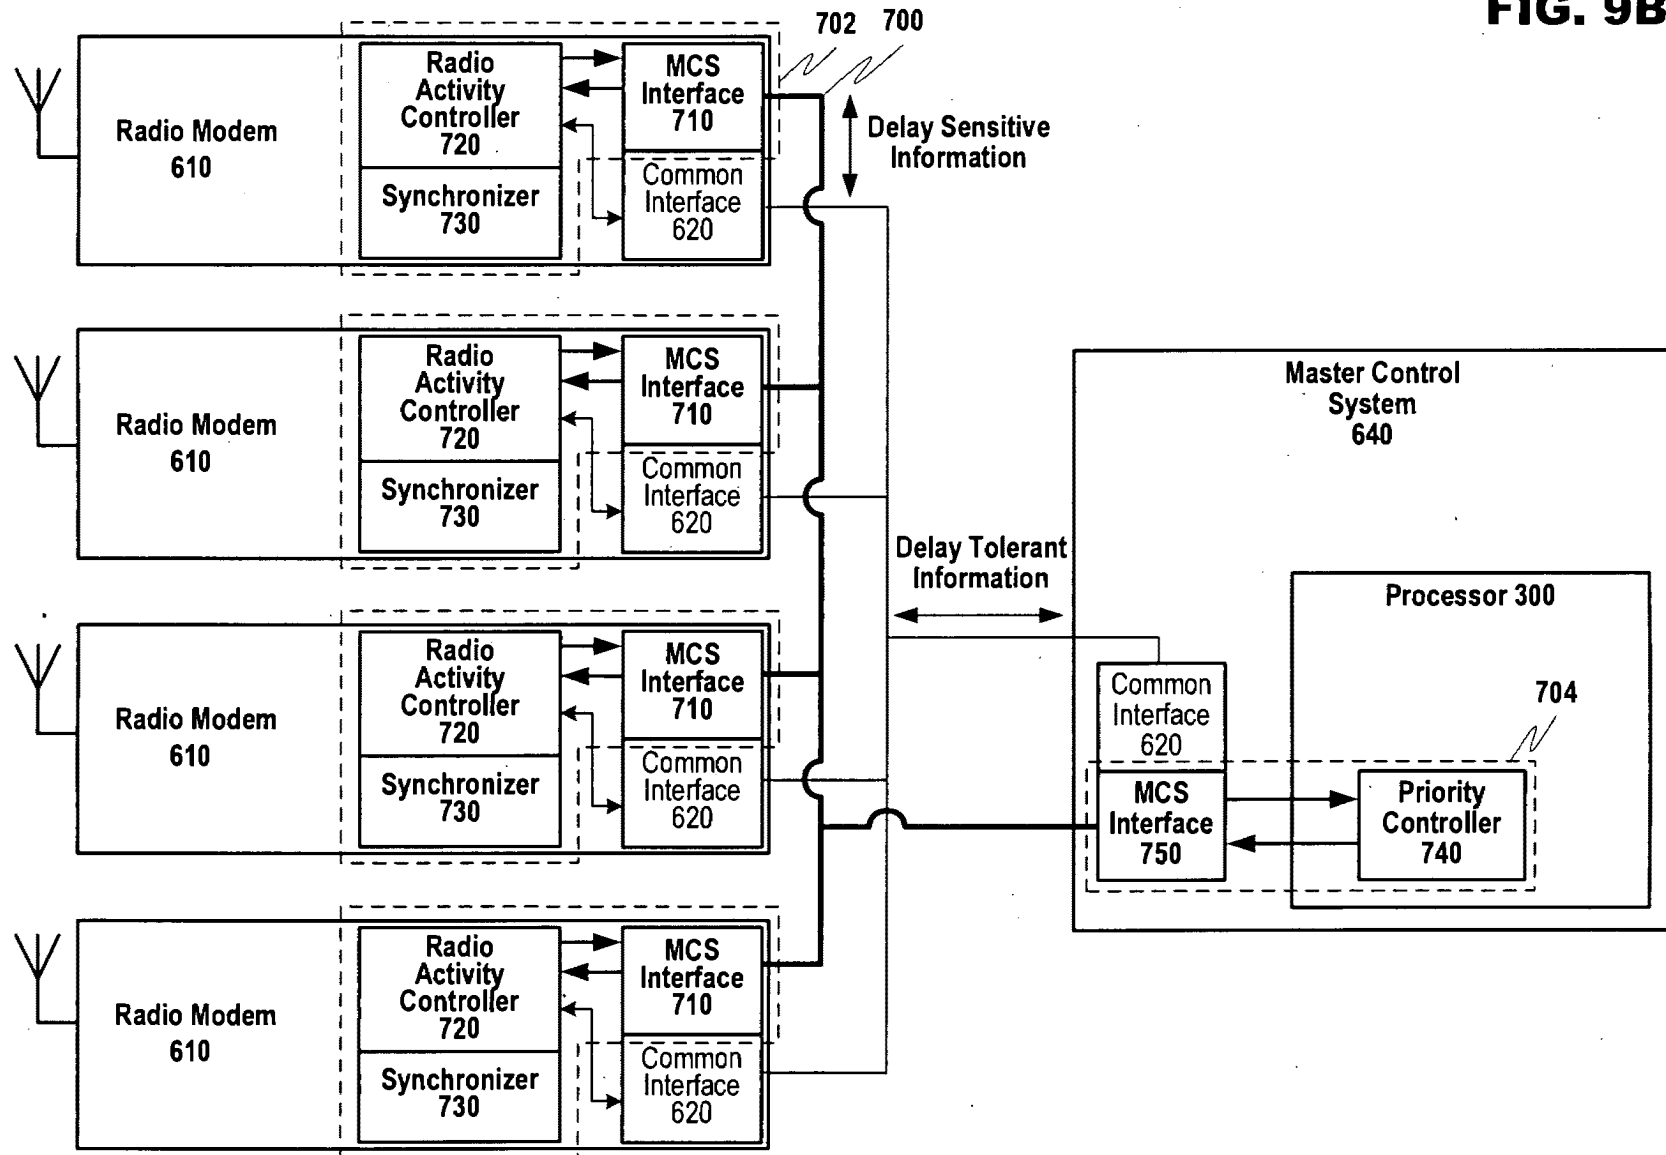 FIG. 9B
702 700
Radio Modem
610
Radio
Activity
Controller
720
Synchronizer
730
MCS
Interface
710
Common
Interface
620
Delay Sensitive
Information
Radio Modem
610
Radio
Activity
Controller
720
Synchronizer
730
MCS
Interface
710
Common
Interface
620
Radio Modem
610
Radio
Activity
Controller
720
Synchronizer
730
MCS
Interface
710
Common
Interface
620
Radio Modem
610
Radio
Activity
Controller
720
Synchronizer
730
MCS
Interface
710
Common
Interface
620
Delay Tolerant
Information
Master Control
System
640
Processor 300
704
Common
Interface
620
MCS
Interface
750
Priority
Controller
740